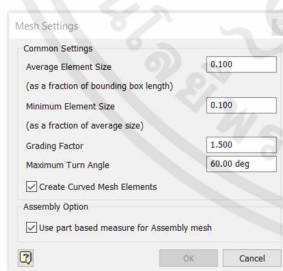 Mesh Settings
Common Settings
Average Element Size 0.100
(as a fraction of bounding box length)
Minimum Element Size 0.100
(as a fraction of average size)
Grading Factor 1.500
Maximum Turn Angle 60.00 deg
Create Curved Mesh Elements
Assembly Option
Use part based measure for Assembly mesh
? OK Cancel